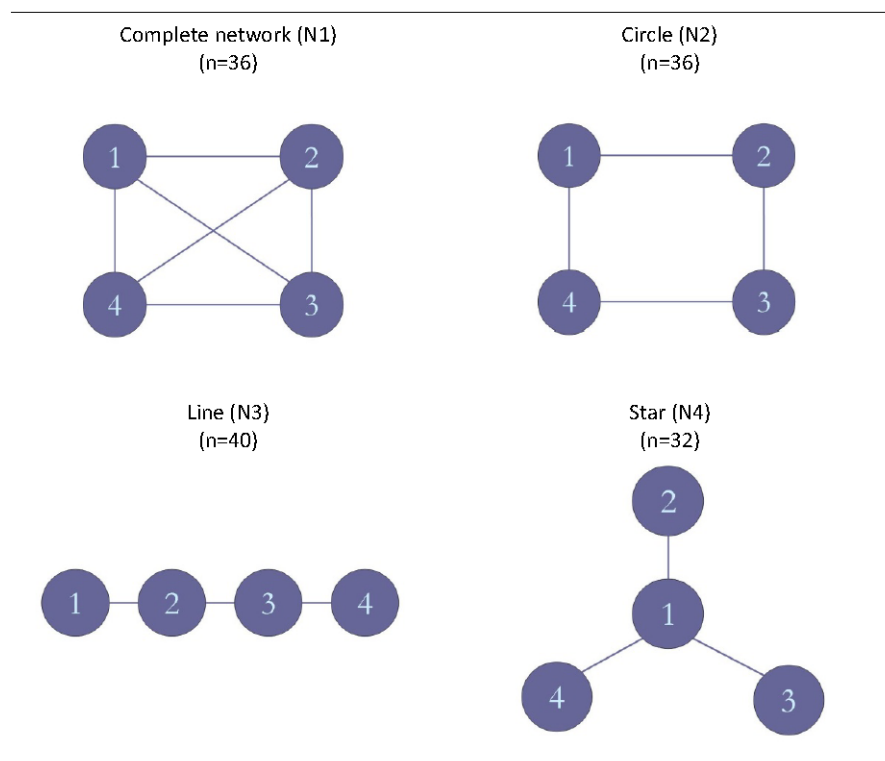 Complete network (N1)
(n=36)
1
2
4
3
Circle (N2)
(n=36)
1
2
4
3
Line (N3)
(n=40)
1 2 3 4
Star (N4)
(n=32)
2
1
4
3